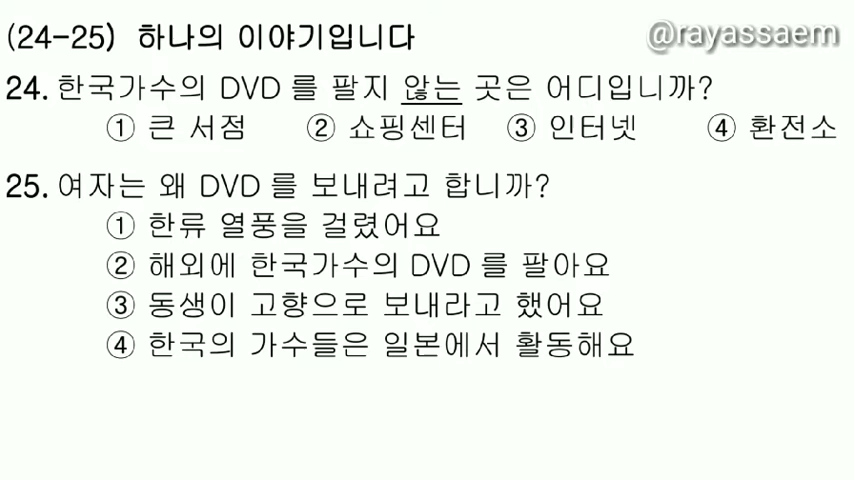 (24-25) 하나의 이야기입니다
@rayassaem
24. 한국가수의 DVD 를 팔지 않는 곳은 어디입니까?
① 큰 서점 ② 쇼핑센터 ③ 인터넷 ④ 환전소
25. 여자는 왜 DVD 를 보내려고 합니까?
① 한류 열풍을 걸렸어요
② 해외에 한국가수의 DVD 를 팔아요
③ 동생이 고향으로 보내라고 했어요
④ 한국의 가수들은 일본에서 활동해요